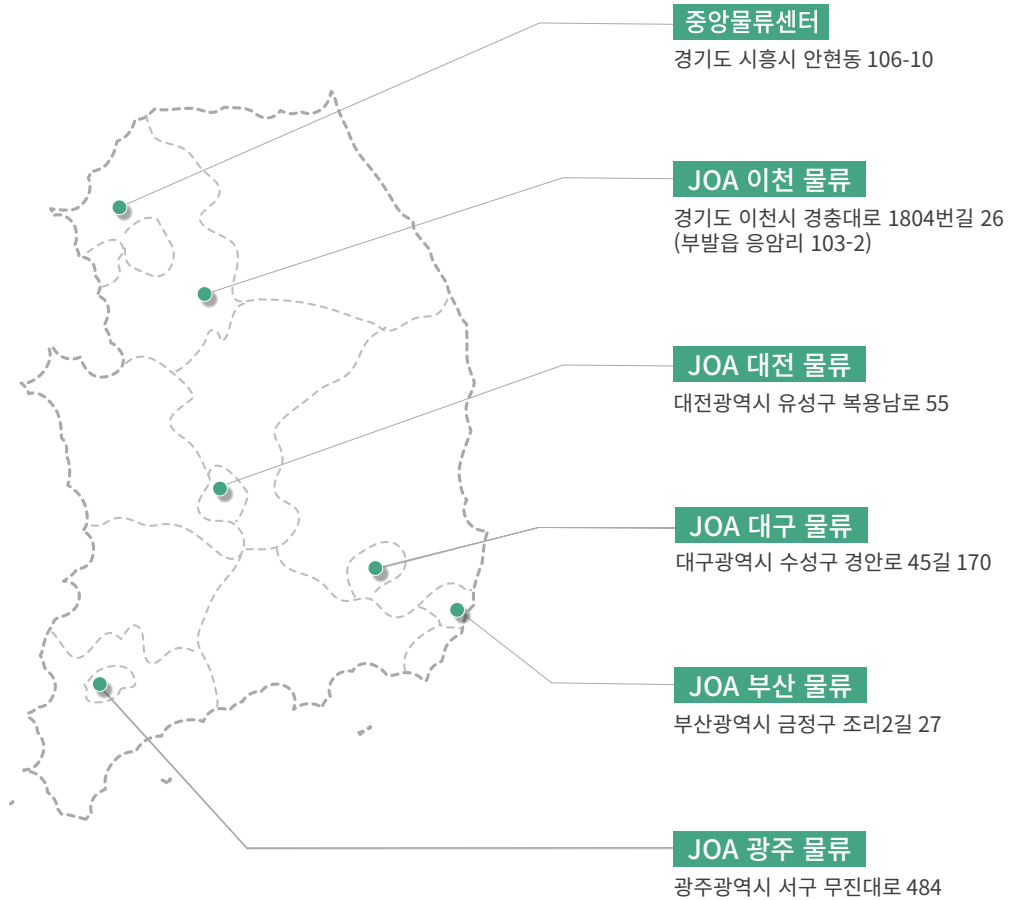 중앙물류센터
경기도 시흥시 안현동 106-10
JOA 이천 물류
경기도 이천시 경충대로 1804번길 26
(부발읍 응암리 103-2)
JOA 대전 물류
대전광역시 유성구 복용남로 55
JOA 대구 물류
대구광역시 수성구 경안로 45길 170
JOA 부산 물류
부산광역시 금정구 조리2길 27
JOA 광주 물류
광주광역시 서구 무진대로 484